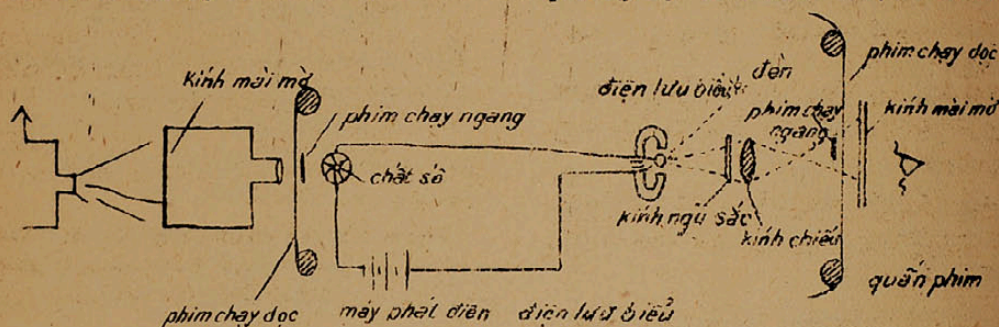 Kính mài mờ
phim chạy ngang
chất sê
phim chạy dọc
máy phát điện
điện lưu biểu
điện lưu biểu
đèn
phim chạy
ngang
kính ngũ sắc
kính chiếu
phim chạy dọc
kính mài mờ
quấn phim